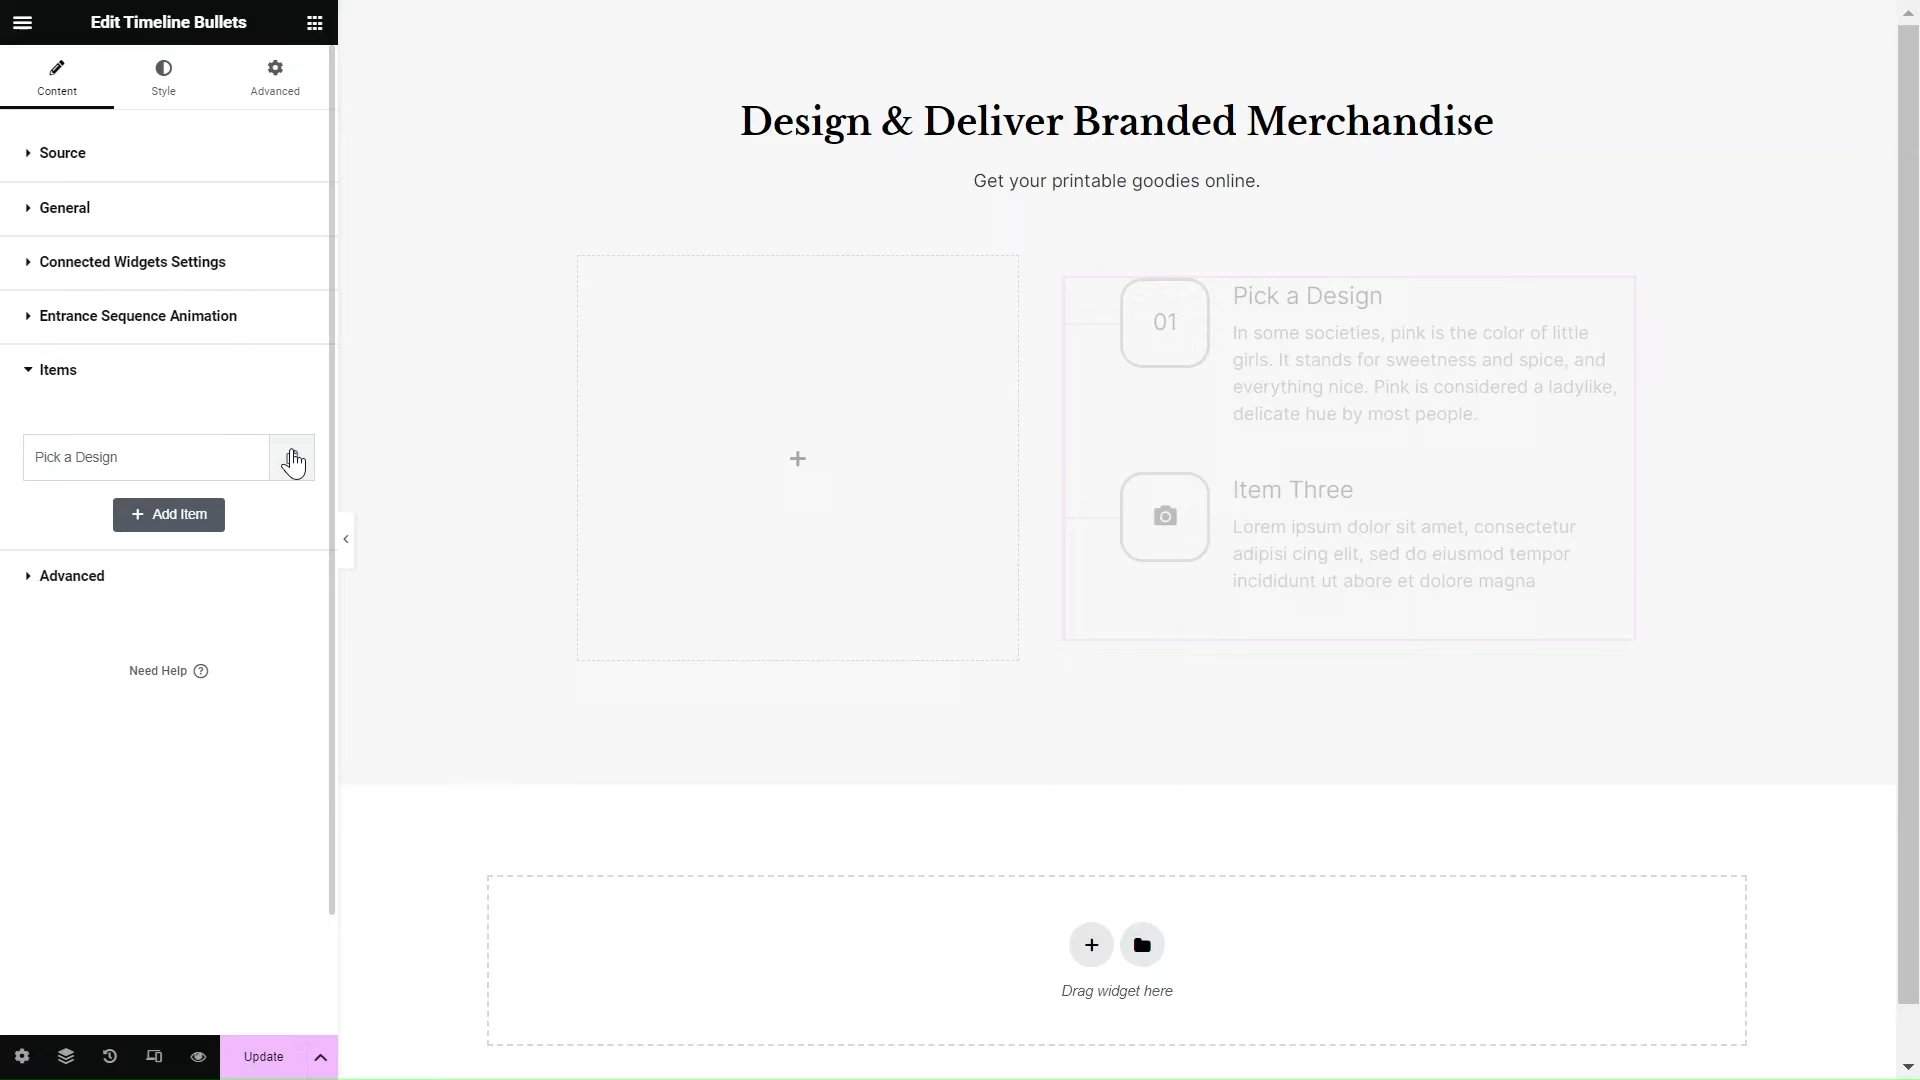 Edit Timeline Bullets
Content
Style
Advanced
Source
General
Connected Widgets Settings
Entrance Sequence Animation
Items
Pick a Design
+ Add Item
Advanced
Need Help ?
Update
Design & Deliver Branded Merchandise
Get your printable goodies online.
01
Pick a Design
In some societies, pink is the color of little
girls. It stands for sweetness and spice, and
everything nice. Pink is considered a ladylike,
delicate hue by most people.
Item Three
Lorem ipsum dolor sit amet, consectetur
adipisi cing elit, sed do eiusmod tempor
incididunt ut abore et dolore magna
Drag widget here